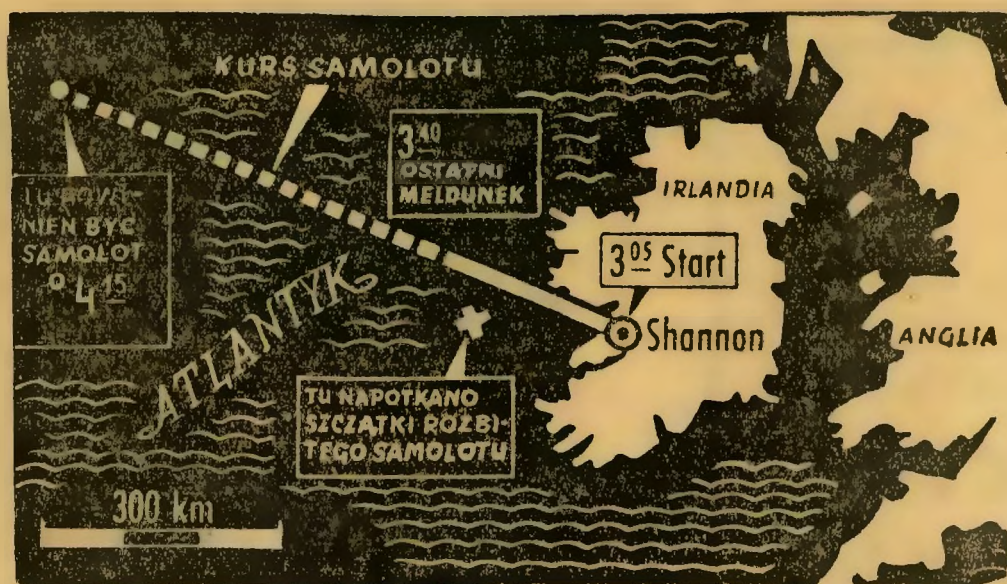 KURS SAMOLOTU
3 40
OSTATNI
MELDUNEK
IRLANDIA
TU POWI-
NIEN BYĆ
SAMOLOT
O 4 15
3 05 Start
Shannon
ANGLIA
ATLANTYK
TU NAPOTKANO
SZCZĄTKI ROZBI-
TEGO SAMOLOTU
300 km